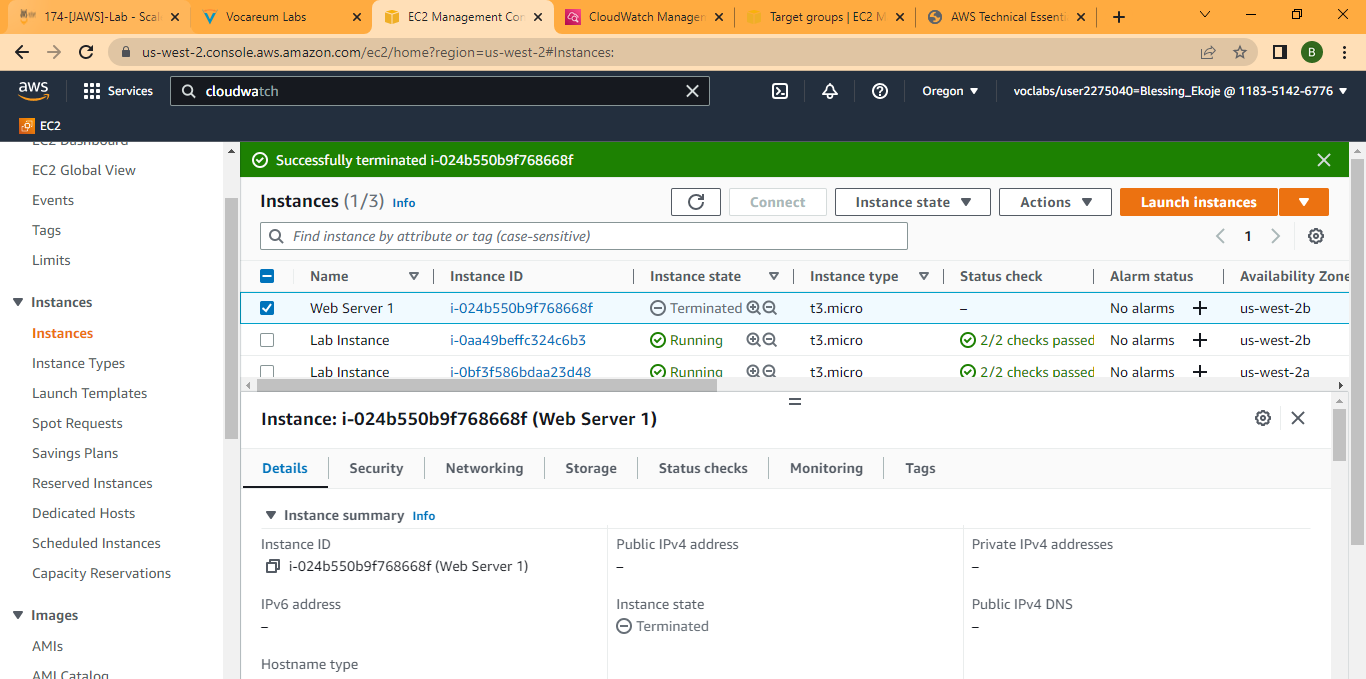 174-[JAWS]-Lab - Scal
Vocareum Labs
EC2 Management Con
CloudWatch Managem
Target groups | EC2 M
AWS Technical Essenti
us-west-2.console.aws.amazon.com/ec2/home?region=us-west-2#Instances:
B
aws
Services
cloudwatch
Oregon
voclabs/user2275040=Blessing_Ekoje @ 1183-5142-6776
EC2
EC2 Dashboard
EC2 Global View
Events
Tags
Limits
Instances
Instances
Instance Types
Launch Templates
Spot Requests
Savings Plans
Reserved Instances
Dedicated Hosts
Scheduled Instances
Capacity Reservations
Images
AMIs
AMI Catalog
Successfully terminated i-024b550b9f768668f
Instances (1/3) Info
Connect
Instance state
Actions
Launch instances
Find instance by attribute or tag (case-sensitive)
1
Name Instance ID Instance state Instance type Status check Alarm status Availability Zone
Web Server 1 i-024b550b9f768668f Terminated t3.micro – No alarms + us-west-2b
Lab Instance i-0aa49beffc324c6b3 Running t3.micro 2/2 checks passed No alarms + us-west-2b
Lab Instance i-0bf3f586bdaa23d48 Running t3.micro 2/2 checks passed No alarms + us-west-2a
Instance: i-024b550b9f768668f (Web Server 1)
Details Security Networking Storage Status checks Monitoring Tags
Instance summary Info
Instance ID
i-024b550b9f768668f (Web Server 1)
Public IPv4 address
–
Private IPv4 addresses
–
IPv6 address
–
Instance state
Terminated
Public IPv4 DNS
–
Hostname type